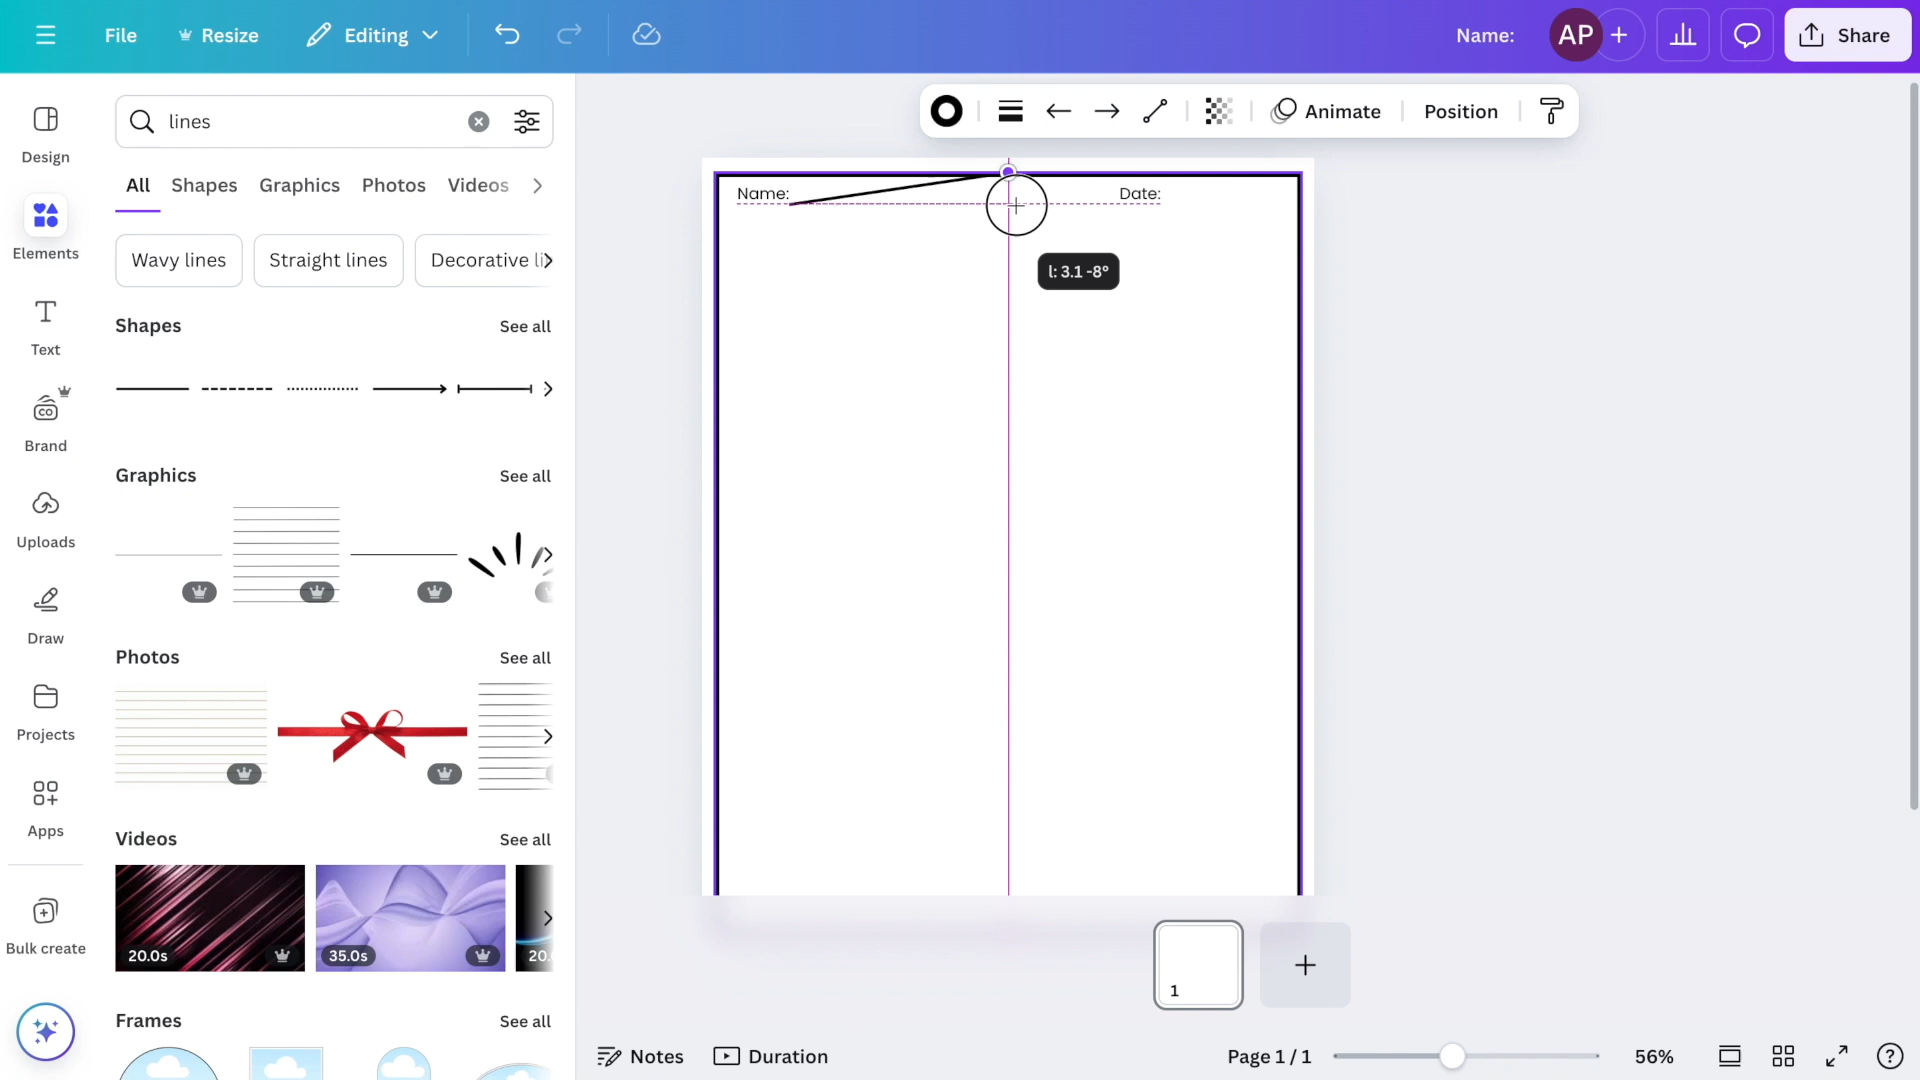 File
Resize
Editing
Name:
AP
Share
Design
Elements
Text
Brand
CO
Uploads
Draw
Projects
Apps
Bulk create
lines
All
Shapes
Graphics
Photos
Videos
Wavy lines
Straight lines
Decorative li
Shapes
See all
Graphics
See all
Photos
See all
Videos
See all
20.0s
35.0s
20.
Frames
See all
Animate
Position
Name:
Date:
l: 3.1 -8°
1
Notes
Duration
Page 1 / 1
56%